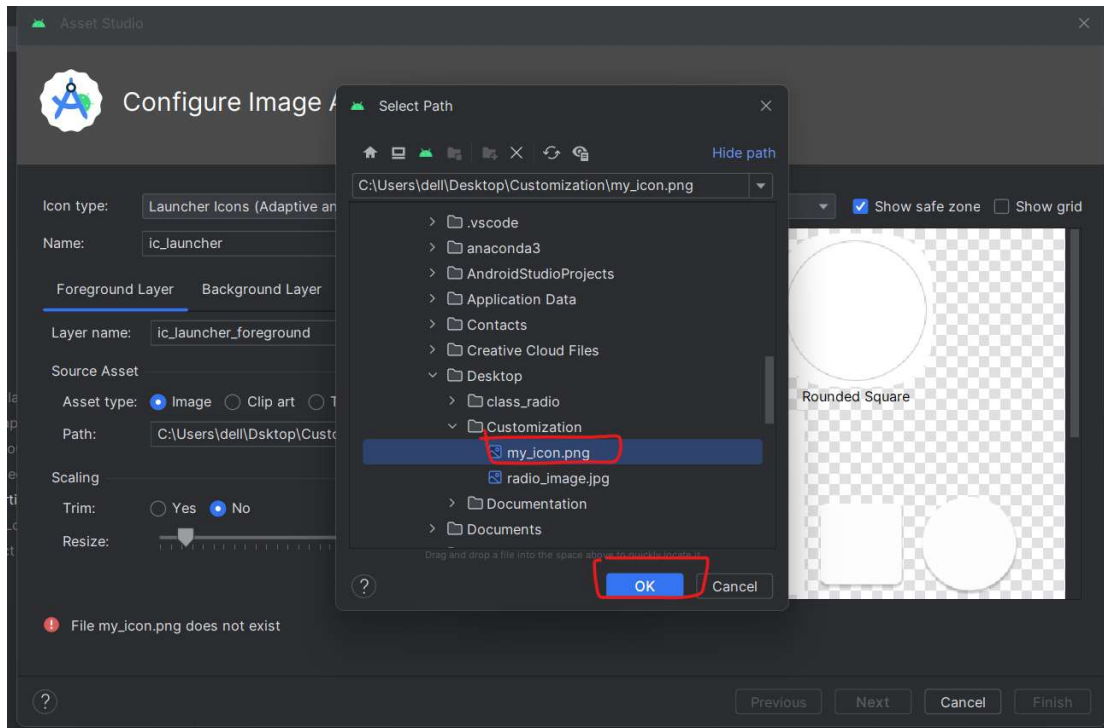 Asset Studio
Configure Image A
Select Path
Hide path
C:\Users\dell\Desktop\Customization\my_icon.png
Icon type:
Launcher Icons (Adaptive an
Show safe zone
Show grid
Name:
ic_launcher
.vscode
anaconda3
AndroidStudioProjects
Application Data
Contacts
Creative Cloud Files
Desktop
class_radio
Customization
my_icon.png
radio_image.jpg
Documentation
Documents
Drag and drop a file into the space above to quickly locate it
OK
Cancel
Foreground Layer
Background Layer
Layer name:
ic_launcher_foreground
Source Asset
Asset type:
Image
Clip art
T
Path:
C:\Users\dell\Dsktop\Custo
Scaling
Trim:
Yes
No
Resize:
Rounded Square
File my_icon.png does not exist
Previous
Next
Cancel
Finish